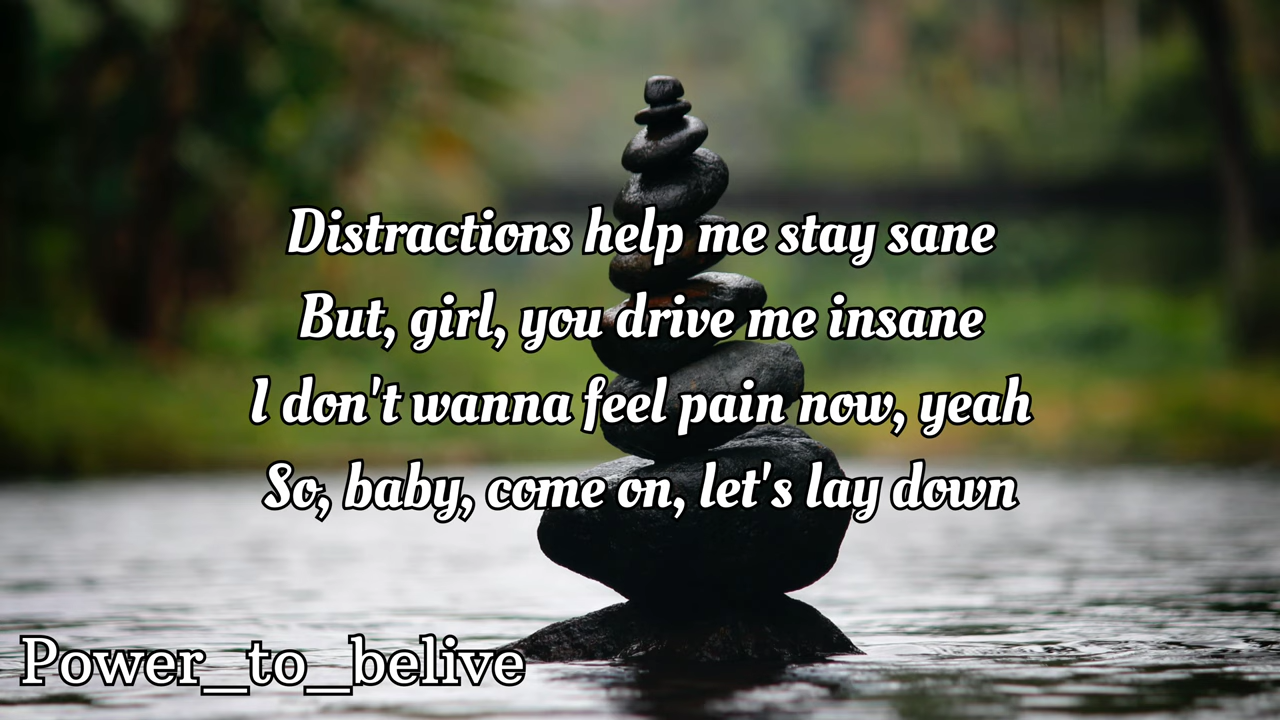 Distractions help me stay sane
But, girl, you drive me insane
I don't wanna feel pain now, yeah
So, baby, come on, let's lay down
Power_to_belive